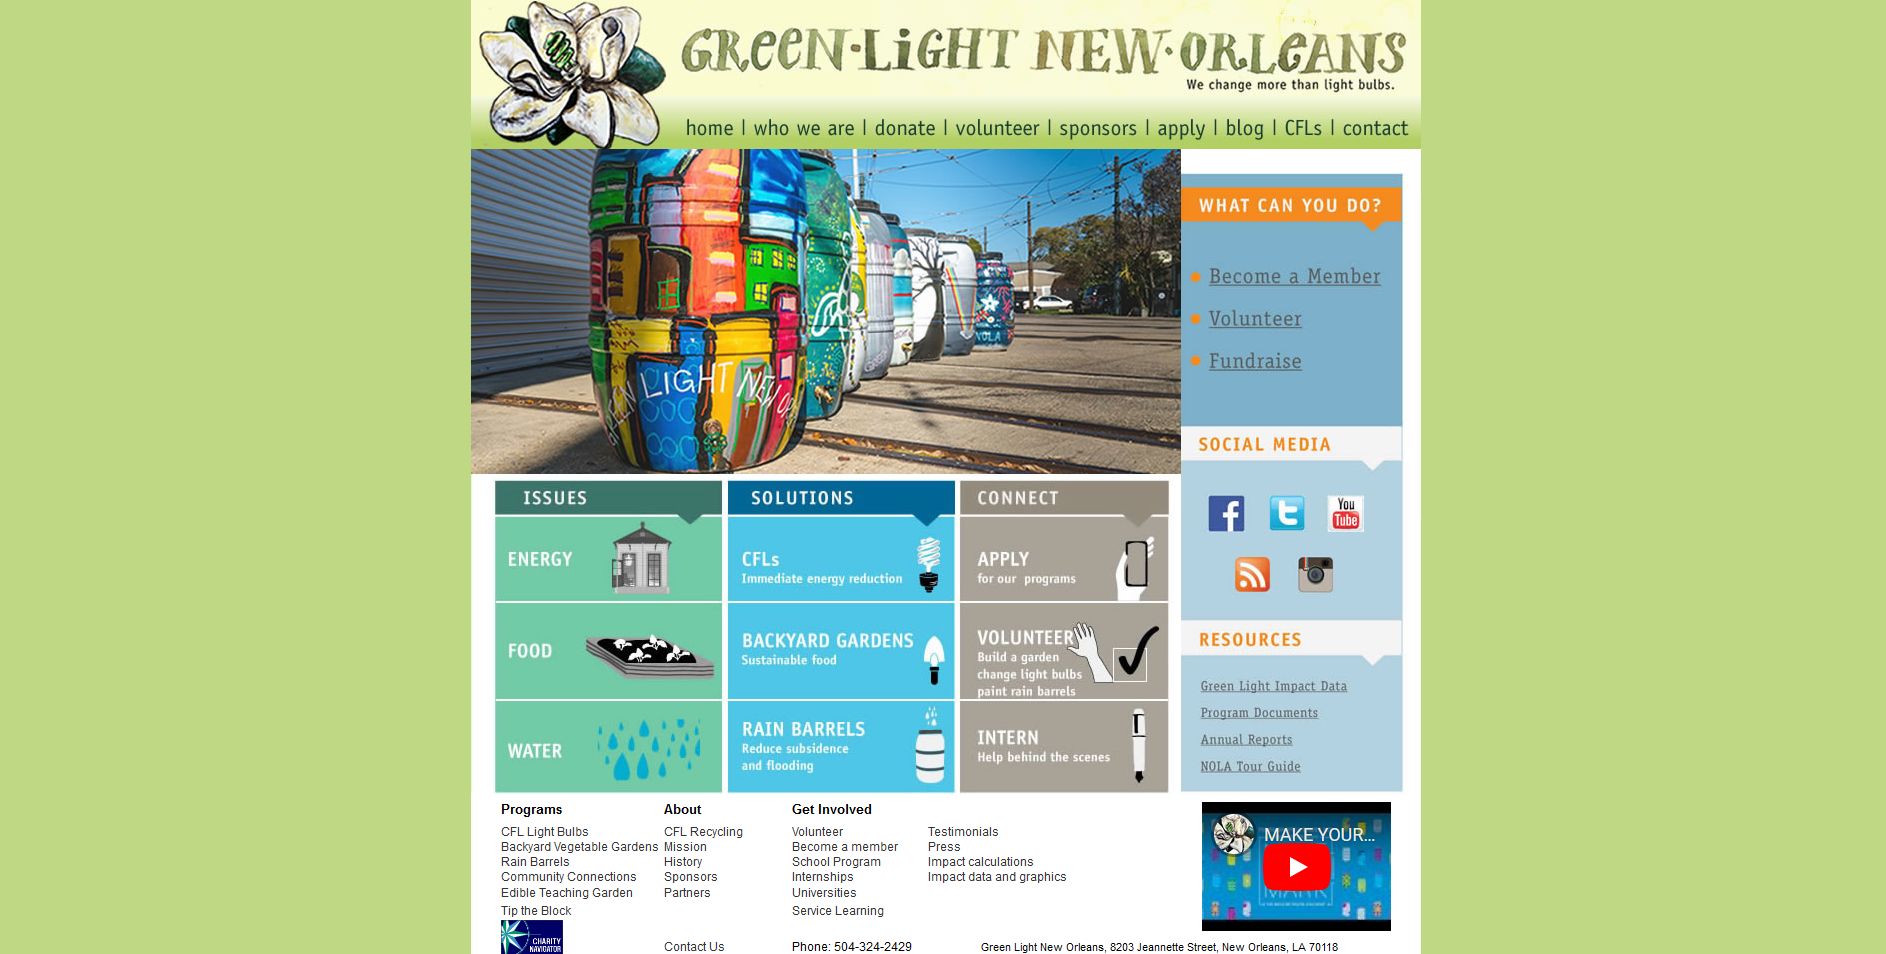 GREEN·LiGHT NEW·ORLEANS
We change more than light bulbs.
home | who we are | donate | volunteer | sponsors | apply | blog | CFLs | contact
LIGHT NEW
NOLA
WHAT CAN YOU DO?
Become a Member
Volunteer
Fundraise
SOCIAL MEDIA
You
Tube
RESOURCES
Green Light Impact Data
Program Documents
Annual Reports
NOLA Tour Guide
ISSUES
ENERGY
FOOD
WATER
SOLUTIONS
CFLs
Immediate energy reduction
BACKYARD GARDENS
Sustainable food
RAIN BARRELS
Reduce subsidence
and flooding
CONNECT
APPLY
for our programs
VOLUNTEER
Build a garden
change light bulbs
paint rain barrels
INTERN
Help behind the scenes
Programs
CFL Light Bulbs
Backyard Vegetable Gardens
Rain Barrels
Community Connections
Edible Teaching Garden
Tip the Block
CHARITY
NAVIGATOR
About
CFL Recycling
Mission
History
Sponsors
Partners
Contact Us
Get Involved
Volunteer
Become a member
School Program
Internships
Universities
Service Learning
Phone: 504-324-2429
Testimonials
Press
Impact calculations
Impact data and graphics
Green Light New Orleans, 8203 Jeannette Street, New Orleans, LA 70118
MAKE YOUR...
MARK